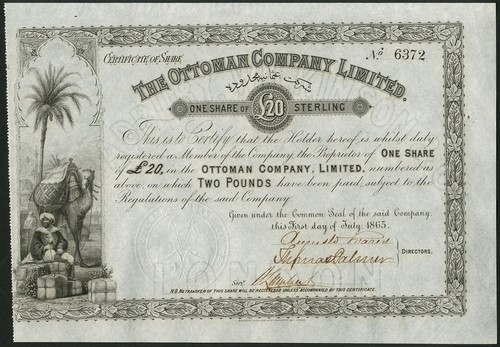 CERTIFICATE OF SHARE.
No 6372
THE OTTOMAN COMPANY LIMITED.
ONE SHARE OF £20 STERLING
This is to Certify that the Holder hereof is whilst duly
registered a Member of the Company, the Proprietor of ONE SHARE
of £20, in the OTTOMAN COMPANY, LIMITED, numbered as
above, on which TWO POUNDS have been paid, subject to the
Regulations of the said Company.
Given under the Common Seal of the said Company,
this First day of July 1865.
Thomas Palmer
DIRECTORS.
Secy
N.B. NO TRANSFER OF THIS SHARE WILL BE REGISTERED UNLESS ACCOMPANIED BY THIS CERTIFICATE.